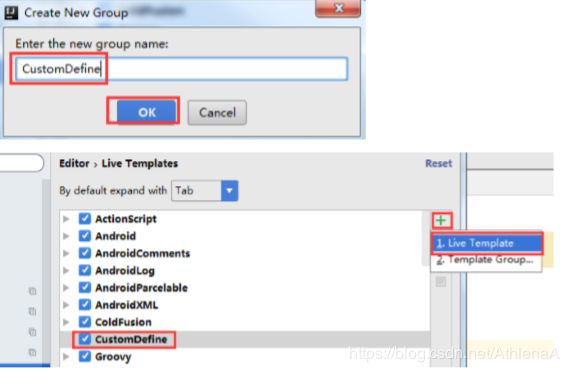 Create New Group
Enter the new group name:
CustomDefine
OK
Cancel
Editor › Live Templates
Reset
By default expand with Tab
ActionScript
Android
1. Live Template
AndroidComments
2. Template Group...
AndroidLog
AndroidParcelable
AndroidXML
ColdFusion
CustomDefine
Groovy
https://blog.csdn.net/AthlenaA